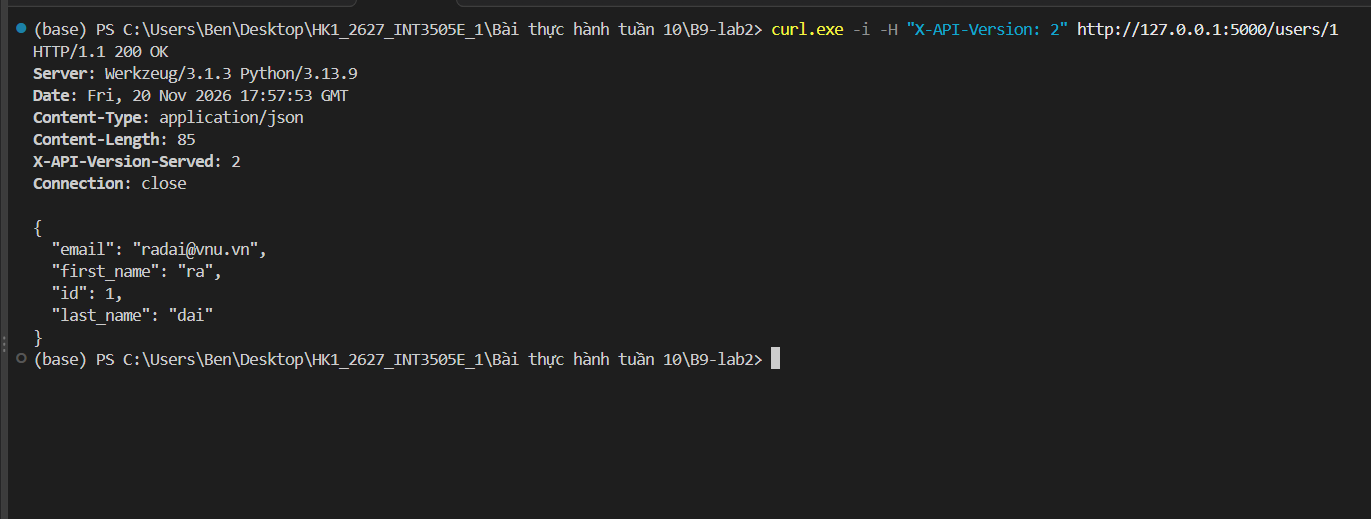 (base) PS C:\Users\Ben\Desktop\HK1_2627_INT3505E_1\Bài thực hành tuần 10\B9-lab2> curl.exe -i -H "X-API-Version: 2" http://127.0.0.1:5000/users/1
HTTP/1.1 200 OK
Server: Werkzeug/3.1.3 Python/3.13.9
Date: Fri, 20 Nov 2026 17:57:53 GMT
Content-Type: application/json
Content-Length: 85
X-API-Version-Served: 2
Connection: close

{
  "email": "radai@vnu.vn",
  "first_name": "ra",
  "id": 1,
  "last_name": "dai"
}
(base) PS C:\Users\Ben\Desktop\HK1_2627_INT3505E_1\Bài thực hành tuần 10\B9-lab2>